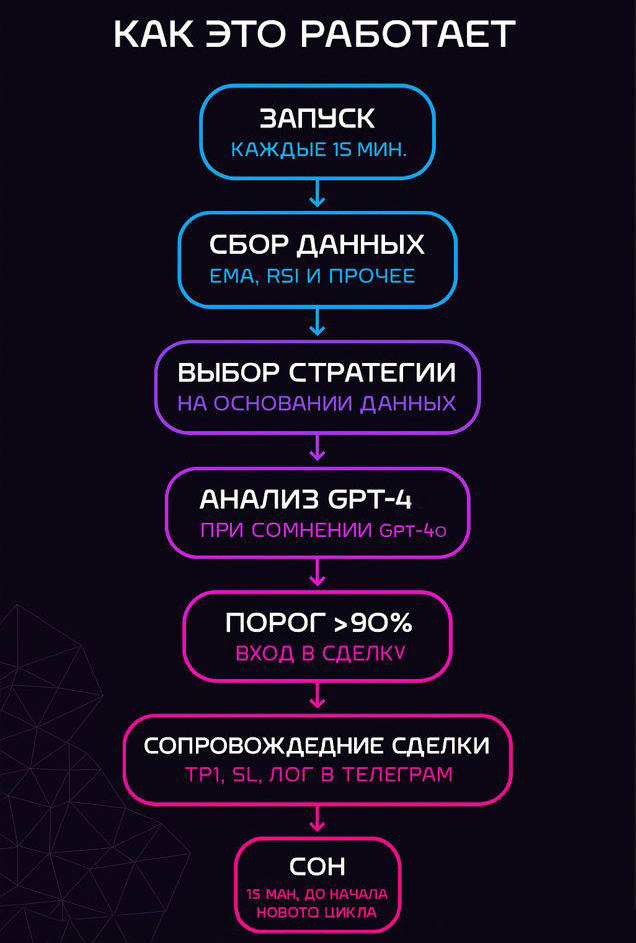 КАК ЭТО РАБОТАЕТ
ЗАПУСК
КАЖДЫЕ 15 МИН.
СБОР ДАННЫХ
EMA, RSI И ПРОЧЕЕ
ВЫБОР СТРАТЕГИИ
НА ОСНОВАНИИ ДАННЫХ
АНАЛИЗ GPT-4
ПРИ СОМНЕНИИ GPT-4O
ПОРОГ >90%
ВХОД В СДЕЛКV
СОПРОВОЖДЕДНИЕ СДЕЛКИ
TP1, SL, ЛОГ В ТЕЛЕГРАМ
СОН
15 МАН, ДО НАЧАЛА
НОВОТО ЦИКЛА